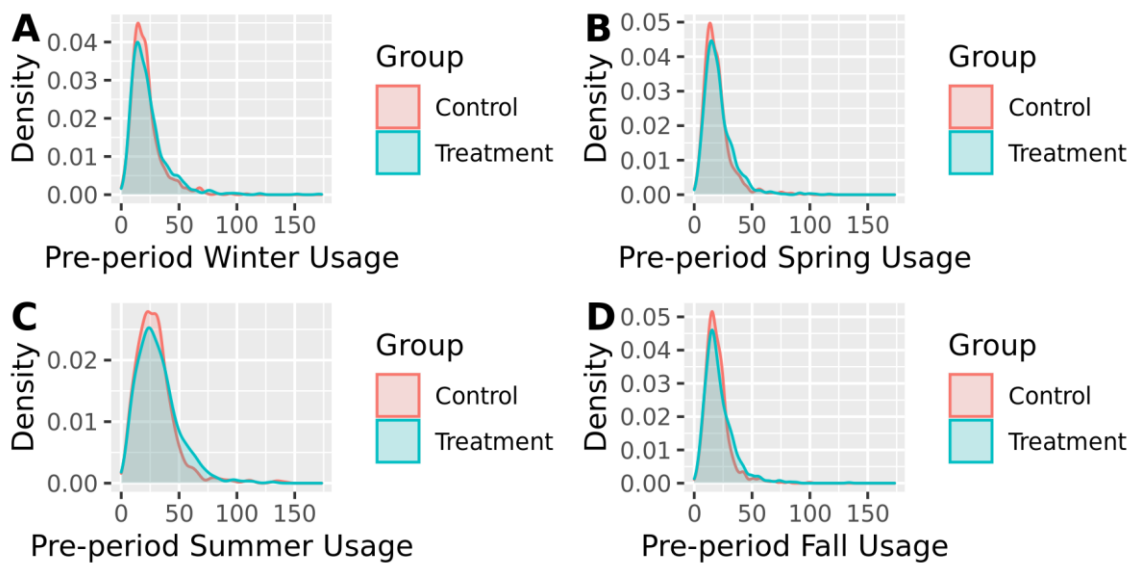 A
Density
0.04
0.03
0.02
0.01
0.00
0 50 100 150
Pre-period Winter Usage
Group
Control
Treatment
B
Density
0.05
0.04
0.03
0.02
0.01
0.00
0 50 100 150
Pre-period Spring Usage
Group
Control
Treatment
C
Density
0.02
0.01
0.00
0 50 100 150
Pre-period Summer Usage
Group
Control
Treatment
D
Density
0.05
0.04
0.03
0.02
0.01
0.00
0 50 100 150
Pre-period Fall Usage
Group
Control
Treatment